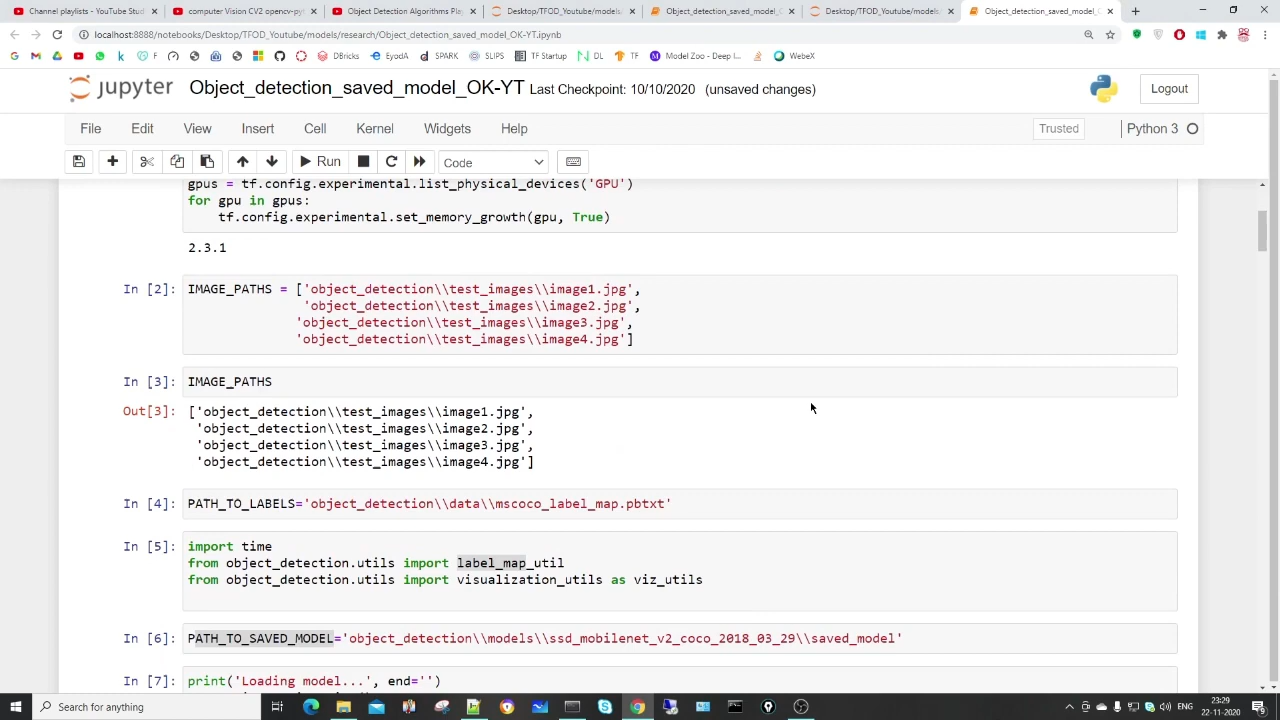 Channel playlists - YouTube Stud
computer Vision CV2 openv-pyt
Object Detection Algorithms Pla
Desktop/TFOD_Youtube/models
Object_detection_saved_model_O
Desktop/TFOD_Youtube/models
Object_detection_saved_model_O
localhost:8888/notebooks/Desktop/TFOD_Youtube/models/research/Object_detection_saved_model_OK-YT.ipynb
DBricks
EyodA
SPARK
SLIPS
TF Startup
DL
TF
Model Zoo - Deep l...
WebeX
jupyter Object_detection_saved_model_OK-YT Last Checkpoint: 10/10/2020 (unsaved changes)
Logout
File Edit View Insert Cell Kernel Widgets Help
Trusted
Python 3
Run
Code
gpus = tf.config.experimental.list_physical_devices('GPU')
for gpu in gpus:
tf.config.experimental.set_memory_growth(gpu, True)
2.3.1
In [2]: IMAGE_PATHS = ['object_detection\\test_images\\image1.jpg',
'object_detection\\test_images\\image2.jpg',
'object_detection\\test_images\\image3.jpg',
'object_detection\\test_images\\image4.jpg']
In [3]: IMAGE_PATHS
Out[3]: ['object_detection\\test_images\\image1.jpg',
'object_detection\\test_images\\image2.jpg',
'object_detection\\test_images\\image3.jpg',
'object_detection\\test_images\\image4.jpg']
In [4]: PATH_TO_LABELS='object_detection\\data\\mscoco_label_map.pbtxt'
In [5]: import time
from object_detection.utils import label_map_util
from object_detection.utils import visualization_utils as viz_utils
In [6]: PATH_TO_SAVED_MODEL='object_detection\\models\\ssd_mobilenet_v2_coco_2018_03_29\\saved_model'
In [7]: print('Loading model...', end='')
Search for anything
ENG
23:29
22-11-2020